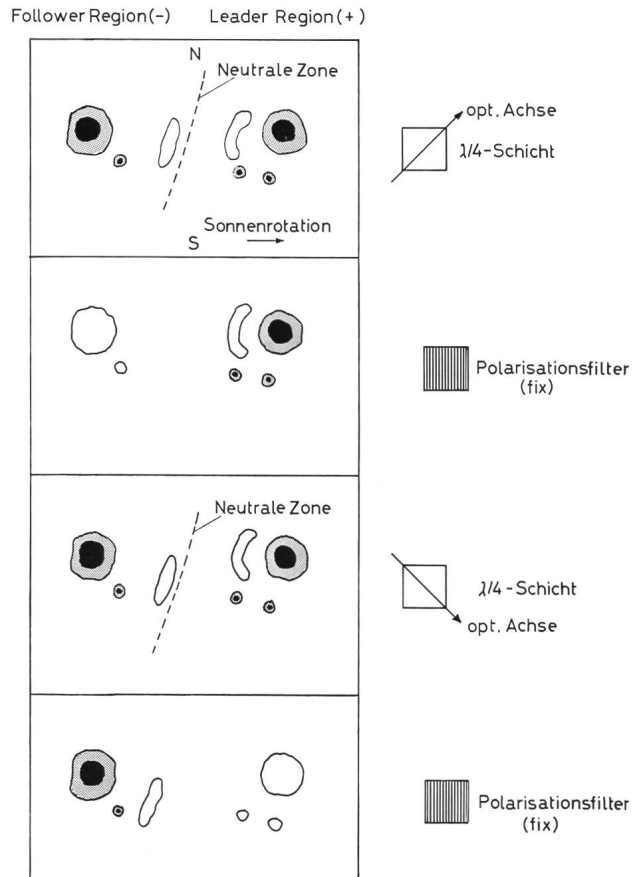 Follower Region(-)
Leader Region(+)
N
Neutrale Zone
S
Sonnenrotation
opt. Achse
λ/4-Schicht
Polarisationsfilter
(fix)
Neutrale Zone
λ/4-Schicht
opt. Achse
Polarisationsfilter
(fix)